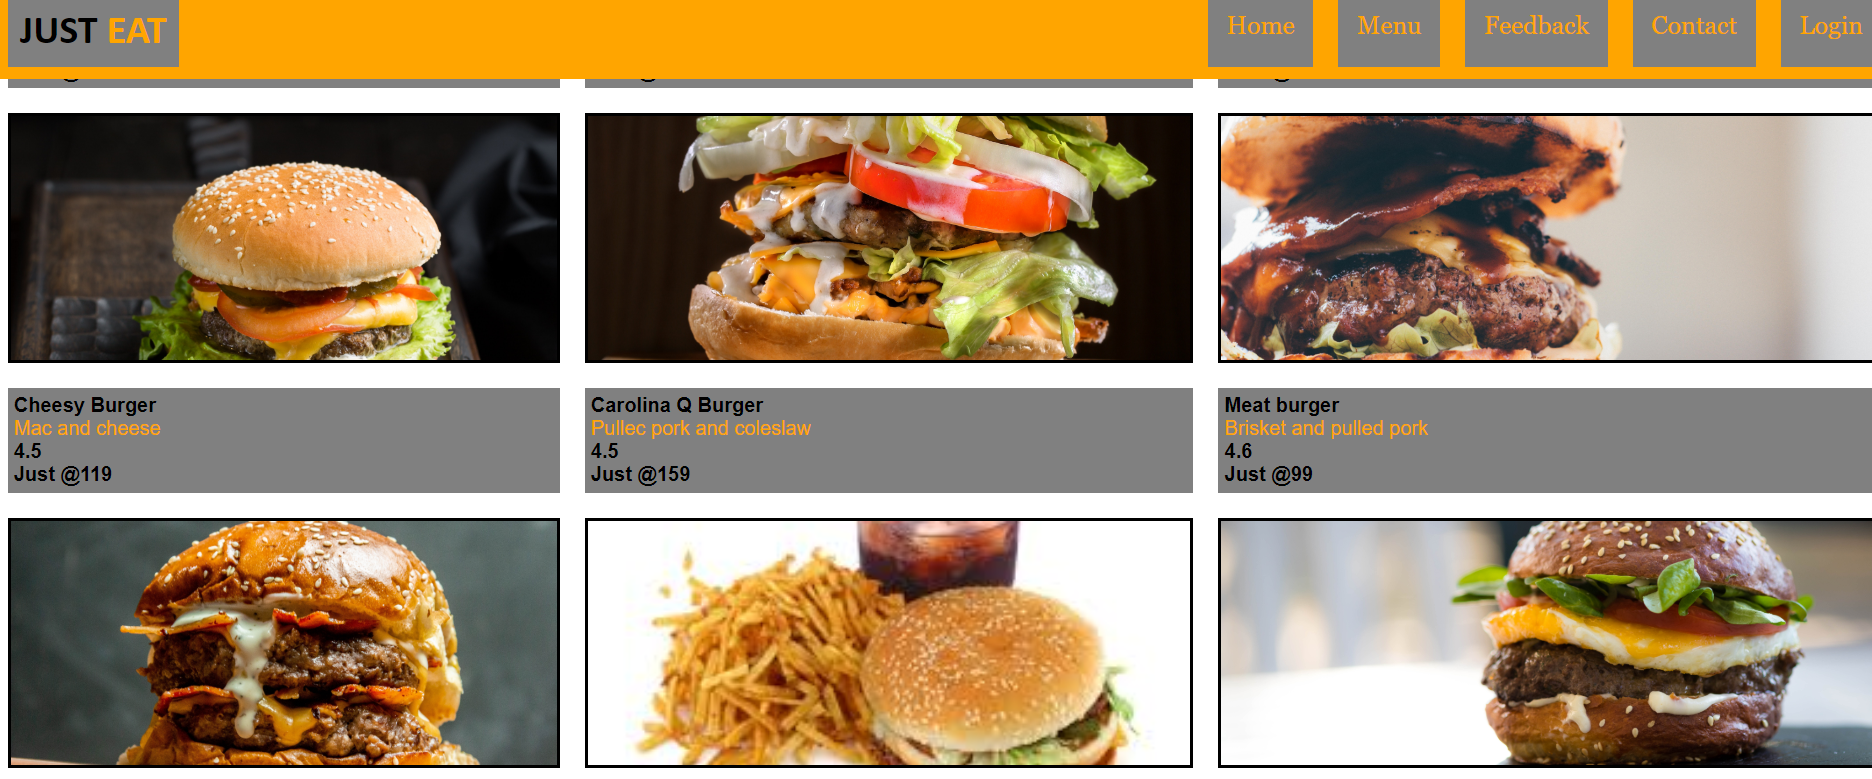 JUST EAT
Home Menu Feedback Contact Login
Cheesy Burger
Mac and cheese
4.5
Just @119
Carolina Q Burger
Pullec pork and coleslaw
4.5
Just @159
Meat burger
Brisket and pulled pork
4.6
Just @99